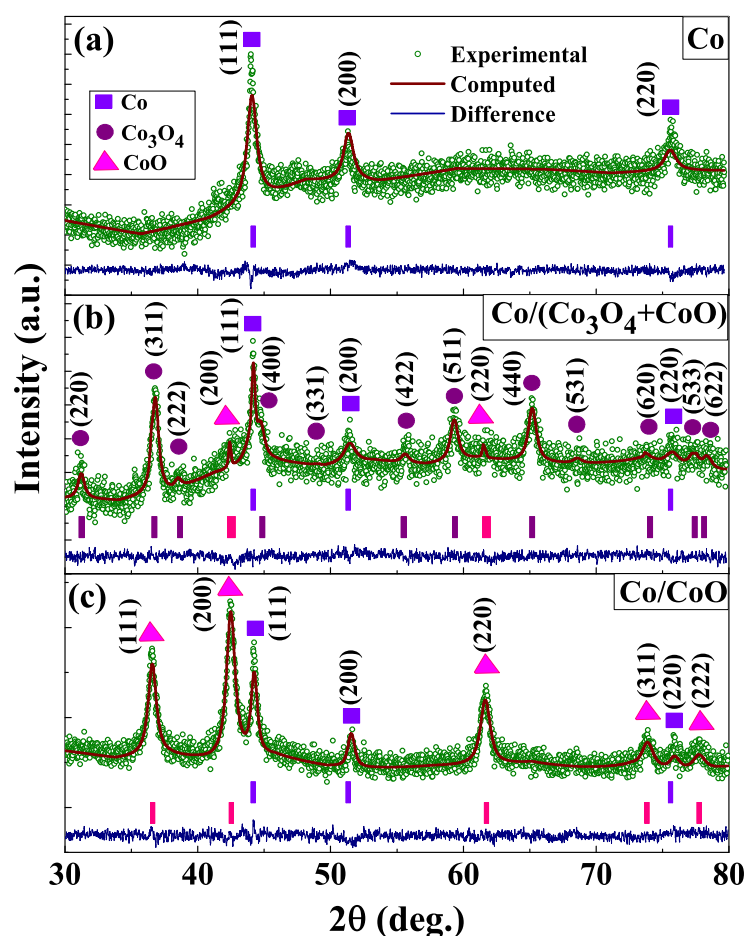 (a)
(111)
(200)
(220)
Co
Experimental
Computed
Difference
Co
Co₃O₄
CoO
Intensity (a.u.)
(b)
Co/(Co₃O₄+CoO)
(220)
(311)
(222)
(200)
(111)
(400)
(331)
(200)
(422)
(511)
(220)
(440)
(531)
(620)
(220)
(533)
(622)
(c)
Co/CoO
(111)
(200)
(111)
(200)
(220)
(311)
(220)
(222)
30 40 50 60 70 80
2θ (deg.)